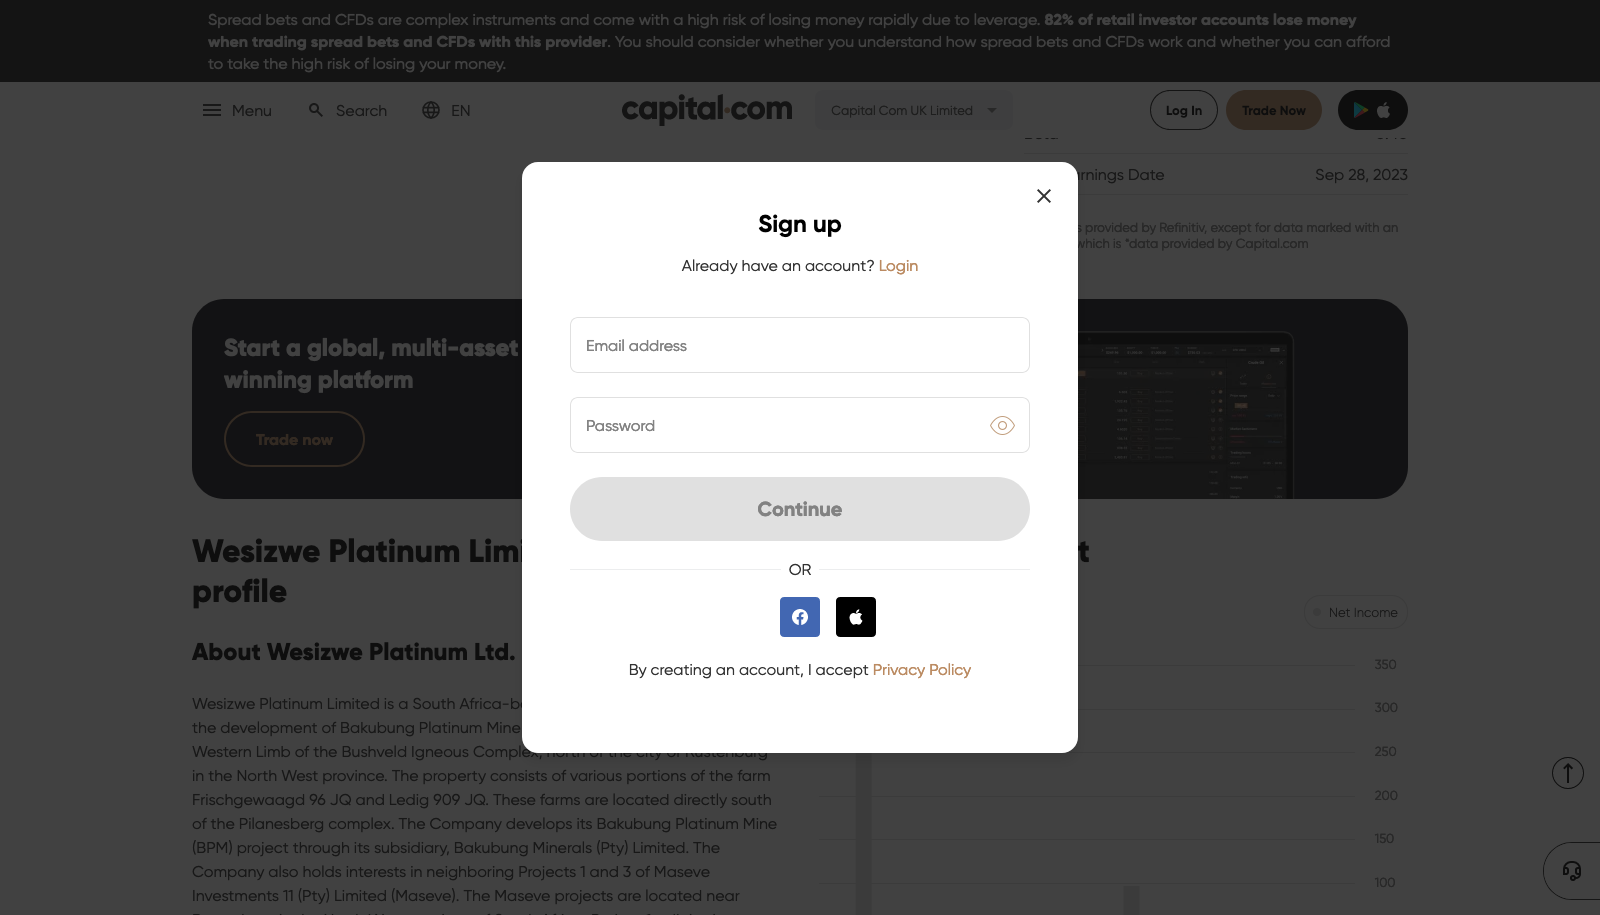 Spread bets and CFDs are complex instruments and come with a high risk of losing money rapidly due to leverage. 82% of retail investor accounts lose money
when trading spread bets and CFDs with this provider. You should consider whether you understand how spread bets and CFDs work and whether you can afford
to take the high risk of losing your money.
Menu
Search
EN
capital.com
Capital Com UK Limited
Log In
Trade Now
rnings Date
Sep 28, 2023
s provided by Refinitiv, except for data marked with an
which is *data provided by Capital.com
Sign up
Already have an account? Login
Email address
Password
Continue
OR
By creating an account, I accept Privacy Policy
Start a global, multi-asset
winning platform
Trade now
Wesizwe Platinum Limi
t
profile
Net Income
About Wesizwe Platinum Ltd.
Wesizwe Platinum Limited is a South Africa-b
the development of Bakubung Platinum Mine
Western Limb of the Bushveld Igneous Complex, north of the city of Rustenburg
in the North West province. The property consists of various portions of the farm
Frischgewaagd 96 JQ and Ledig 909 JQ. These farms are located directly south
of the Pilanesberg complex. The Company develops its Bakubung Platinum Mine
(BPM) project through its subsidiary, Bakubung Minerals (Pty) Limited. The
Company also holds interests in neighboring Projects 1 and 3 of Maseve
Investments 11 (Pty) Limited (Maseve). The Maseve projects are located near
350
300
250
200
150
100